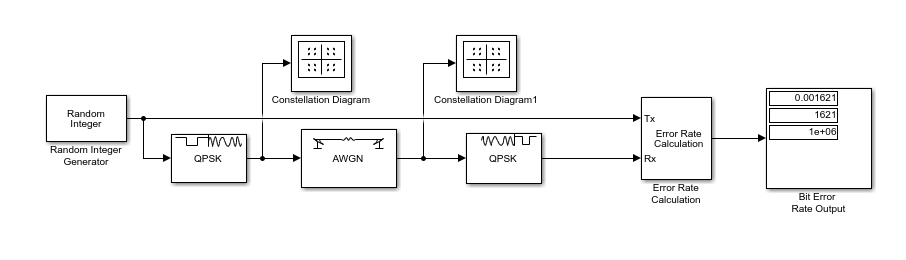 Constellation Diagram
Constellation Diagram1
Random
Integer
Random Integer
Generator
QPSK
AWGN
QPSK
Tx
Error Rate
Calculation
Rx
Error Rate
Calculation
0.001621
1621
1e+06
Bit Error
Rate Output